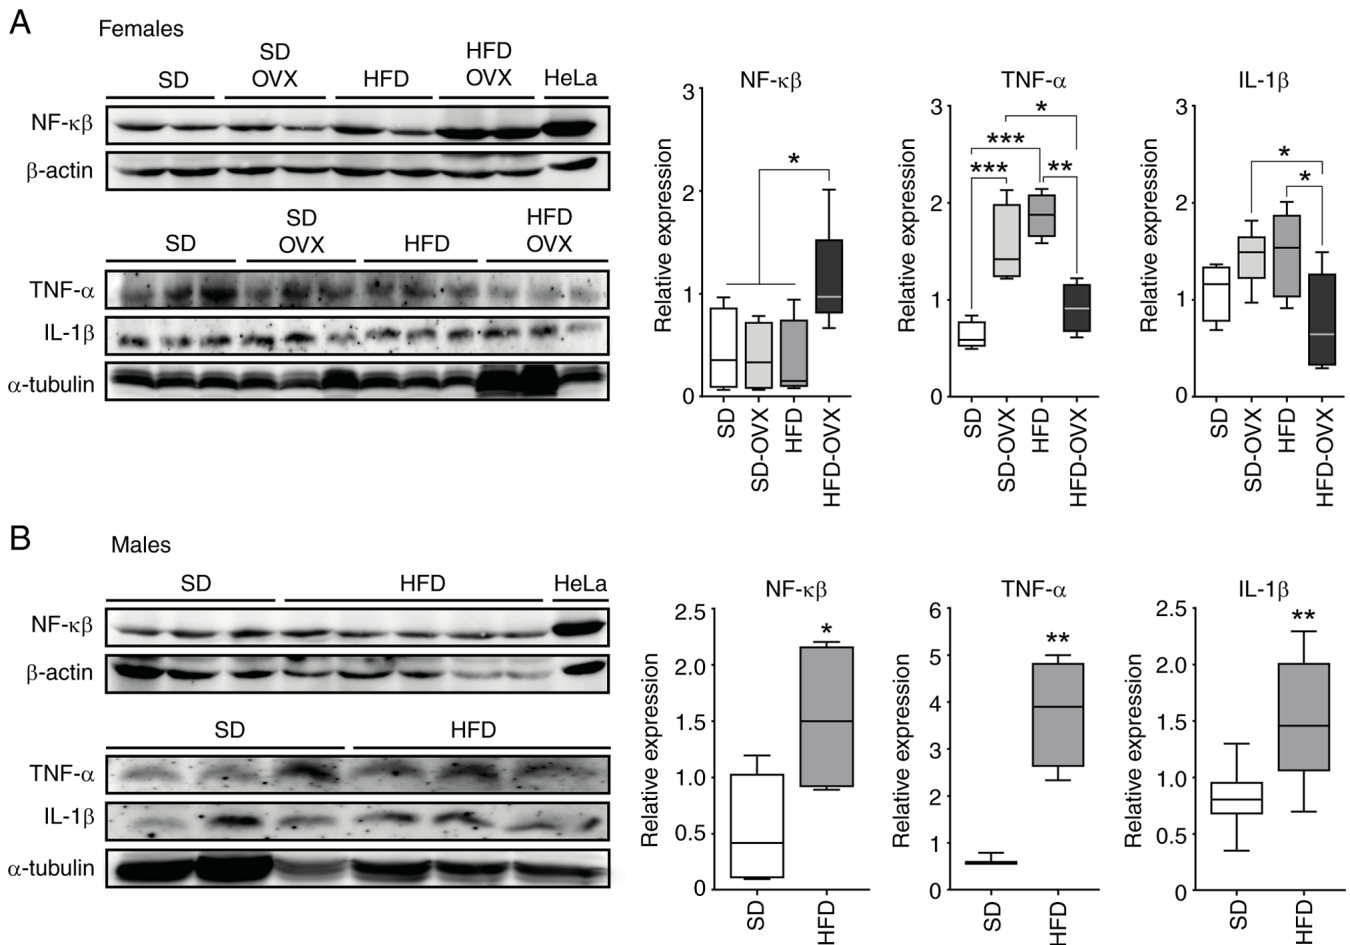 A
Females
SD
SD
OVX
HFD
HFD
OVX
HeLa
NF-κβ
β-actin
SD
SD
OVX
HFD
HFD
OVX
TNF-α
IL-1β
α-tubulin
NF-κβ
Relative expression
3
2
1
0
*
SD
SD-OVX
HFD
HFD-OVX
TNF-α
Relative expression
3
2
1
0
*
***
***
**
SD
SD-OVX
HFD
HFD-OVX
IL-1β
Relative expression
3
2
1
0
*
*
SD
SD-OVX
HFD
HFD-OVX
B
Males
SD
HFD
HeLa
NF-κβ
β-actin
SD
HFD
TNF-α
IL-1β
α-tubulin
NF-κβ
Relative expression
2.5
2.0
1.5
1.0
0.5
0
*
SD
HFD
TNF-α
Relative expression
6
5
4
3
2
1
0
**
SD
HFD
IL-1β
Relative expression
2.5
2.0
1.5
1.0
0.5
0
**
SD
HFD